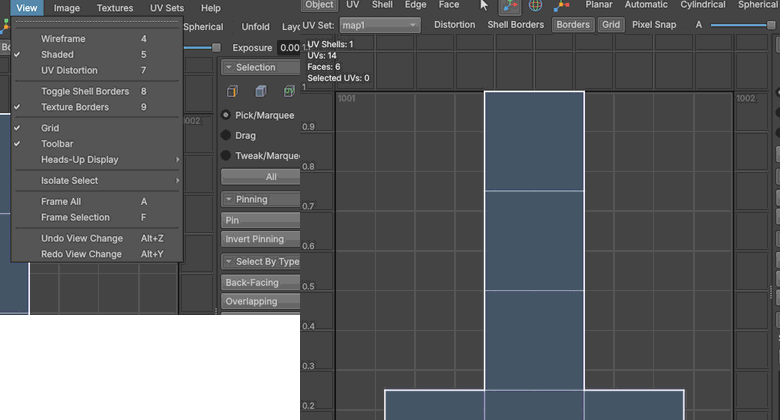 View Image Textures UV Sets Help
Spherical Unfold
Wireframe 4
Shaded 5
UV Distortion 7
Toggle Shell Borders 8
Texture Borders 9
Grid
Toolbar
Heads-Up Display
Isolate Select
Frame All A
Frame Selection F
Undo View Change Alt+Z
Redo View Change Alt+Y
Exposure 0.00
Selection
Pick/Marquee
Drag
Tweak/Marquee
All
Pinning
Pin
Invert Pinning
Select By Type
Back-Facing
Overlapping
Object UV Shell Edge Face Planar Automatic Cylindrical Spherical
UV Set: map1 Distortion Shell Borders Borders Grid Pixel Snap A
UV Shells: 1
UVs: 14
Faces: 6
Selected UVs: 0
1
1001 1002
0.9
0.8
0.7
0.6
0.5
0.4
0.3
0.2